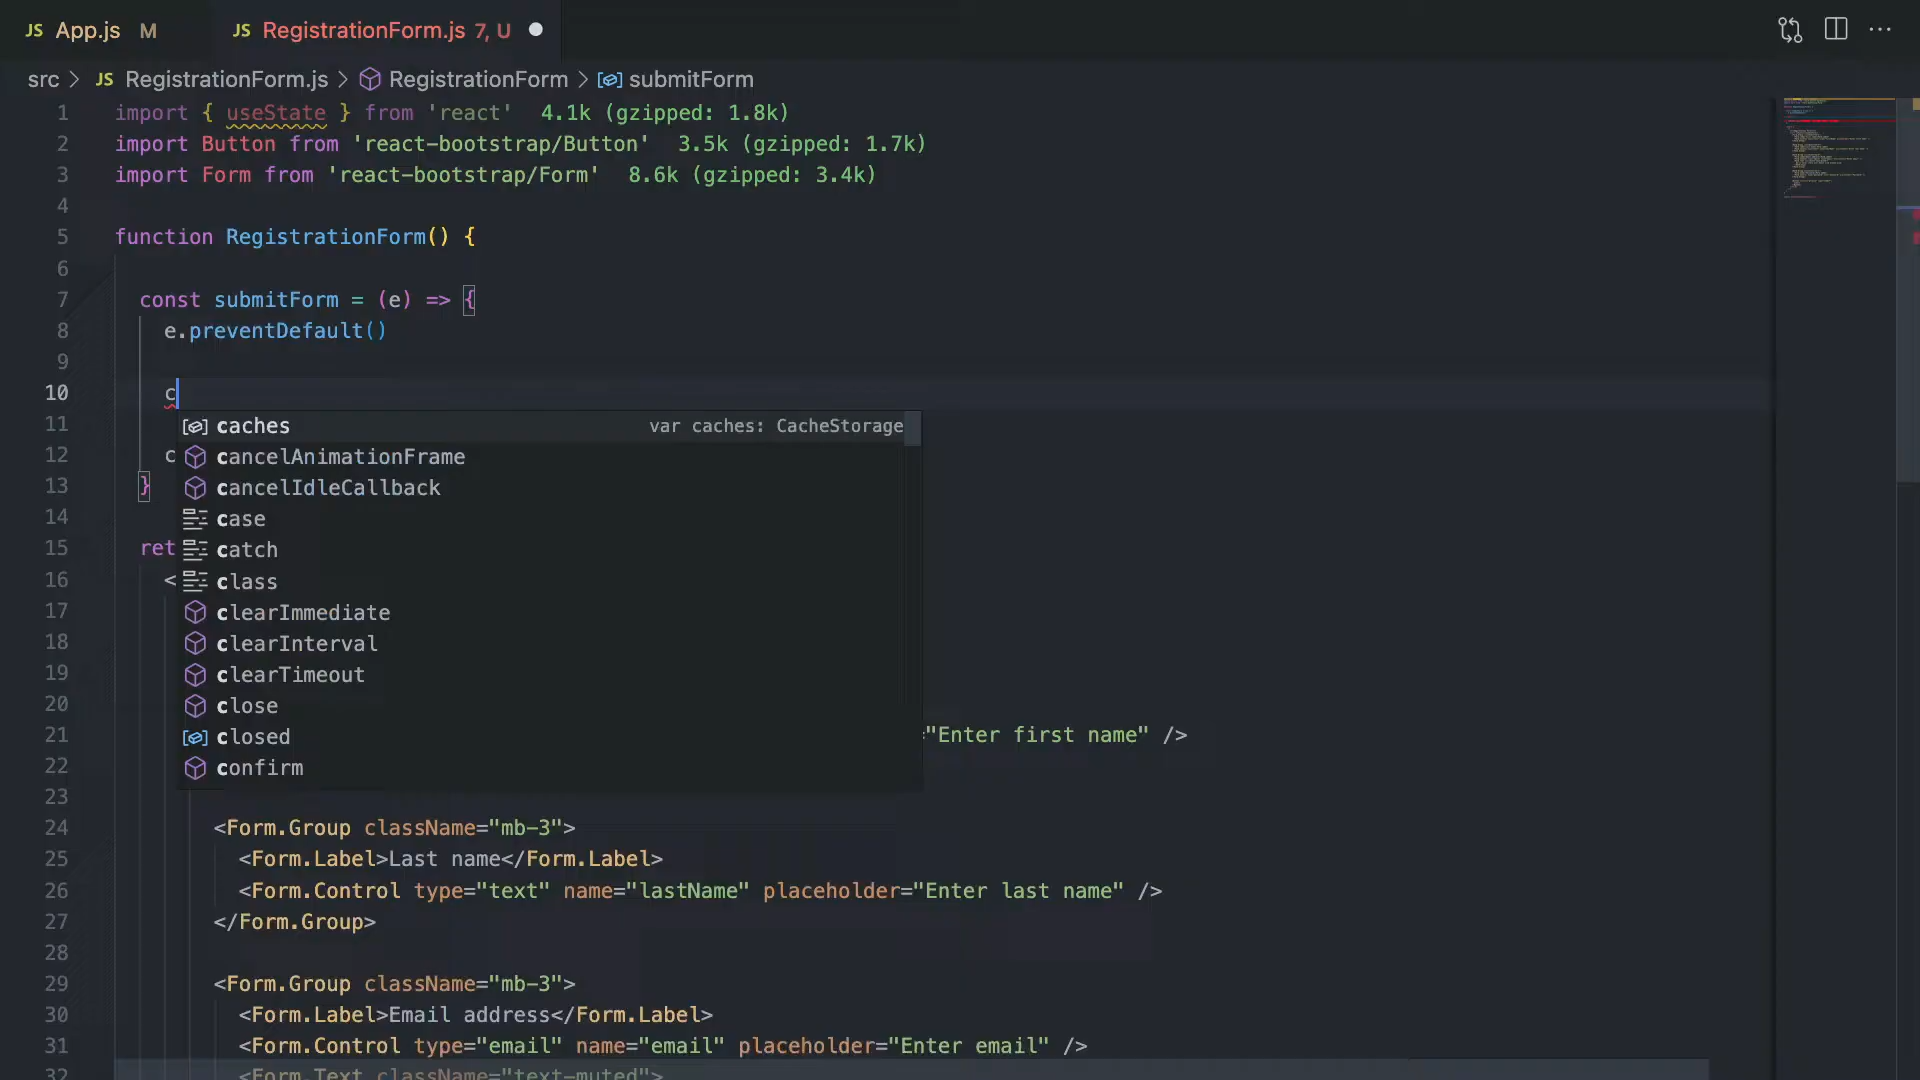 JS App.js M JS RegistrationForm.js 7, U
src > JS RegistrationForm.js > RegistrationForm > submitForm
1 import { useState } from 'react' 4.1k (gzipped: 1.8k)
2 import Button from 'react-bootstrap/Button' 3.5k (gzipped: 1.7k)
3 import Form from 'react-bootstrap/Form' 8.6k (gzipped: 3.4k)
4
5 function RegistrationForm() {
6
7 const submitForm = (e) => {
8 e.preventDefault()
9
10 c
11 caches var caches: CacheStorage
12 c cancelAnimationFrame
13 } cancelIdleCallback
14 case
15 ret catch
16 < class
17 clearImmediate
18 clearInterval
19 clearTimeout
20 close
21 closed ="Enter first name" />
22 confirm
23
24 <Form.Group className="mb-3">
25 <Form.Label>Last name</Form.Label>
26 <Form.Control type="text" name="lastName" placeholder="Enter last name" />
27 </Form.Group>
28
29 <Form.Group className="mb-3">
30 <Form.Label>Email address</Form.Label>
31 <Form.Control type="email" name="email" placeholder="Enter email" />
32 <Form.Text className="text-muted">